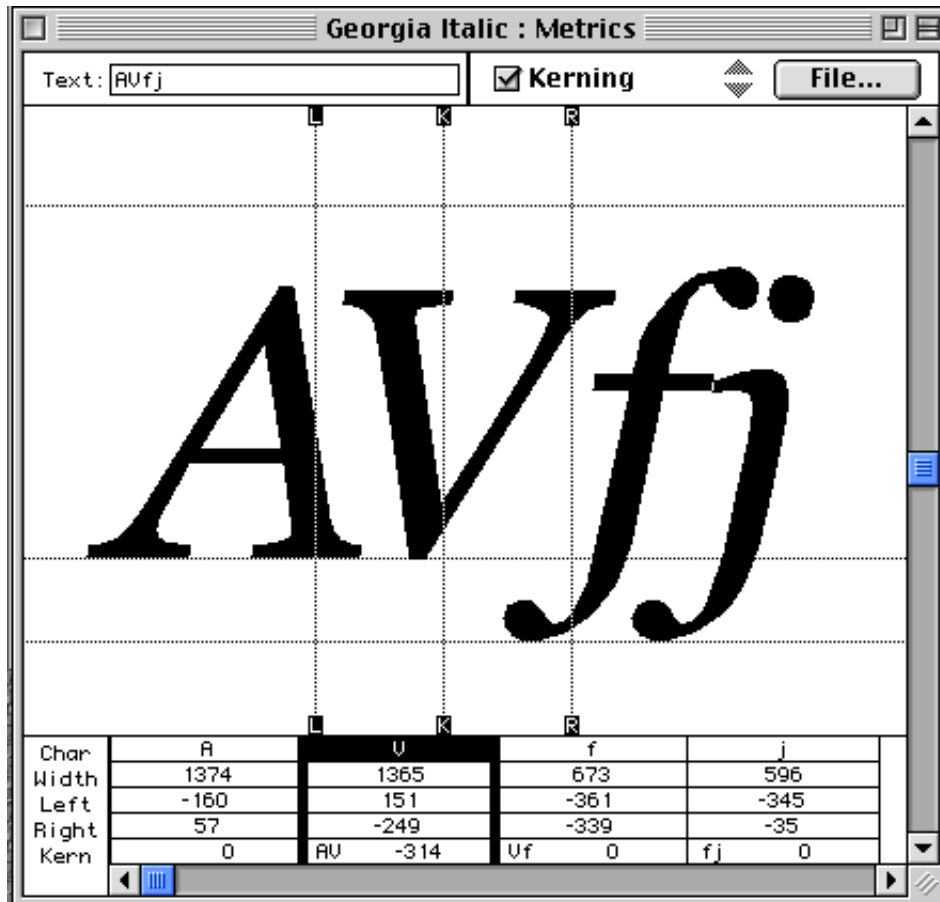 Georgia Italic : Metrics
Text: AVfj Kerning File...
L K R
AVfj
L K R
Char A V f j
Width 1374 1365 673 596
Left -160 151 -361 -345
Right 57 -249 -339 -35
Kern 0 AV -314 Vf 0 fj 0